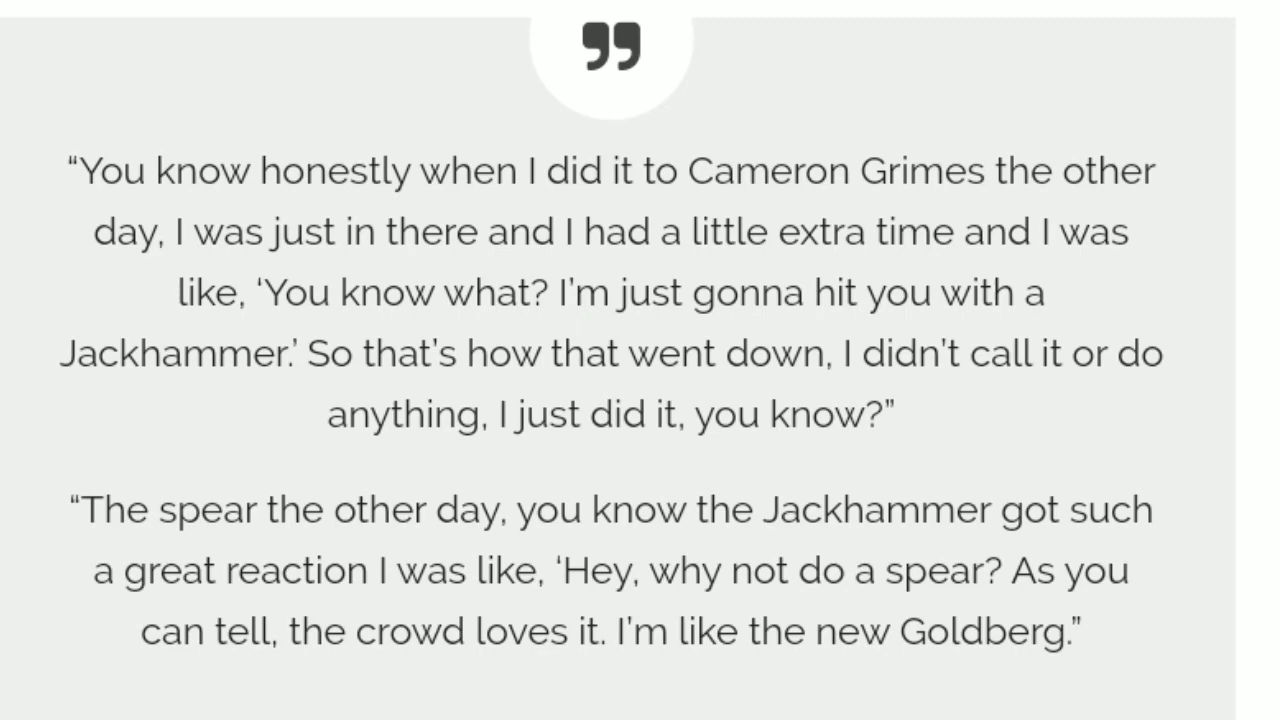 ”
“You know honestly when I did it to Cameron Grimes the other
day, I was just in there and I had a little extra time and I was
like, ‘You know what? I’m just gonna hit you with a
Jackhammer.’ So that’s how that went down, I didn’t call it or do
anything, I just did it, you know?”
“The spear the other day, you know the Jackhammer got such
a great reaction I was like, ‘Hey, why not do a spear? As you
can tell, the crowd loves it. I’m like the new Goldberg.”